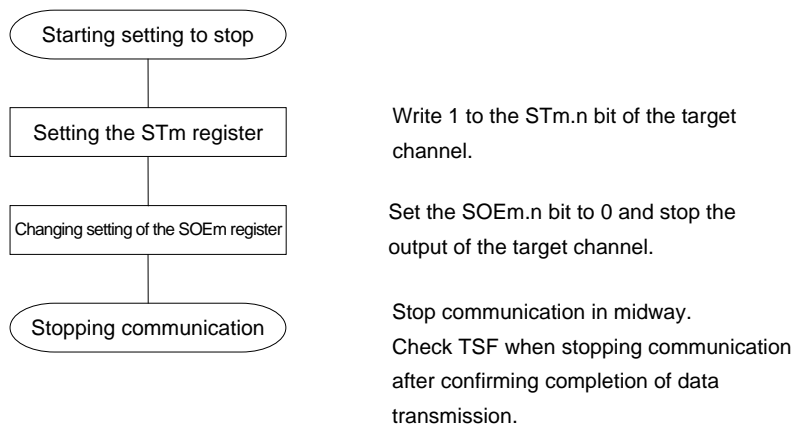 Starting setting to stop
Setting the STm register
Write 1 to the STm.n bit of the target
channel.
Changing setting of the SOEm register
Set the SOEm.n bit to 0 and stop the
output of the target channel.
Stopping communication
Stop communication in midway.
Check TSF when stopping communication
after confirming completion of data
transmission.